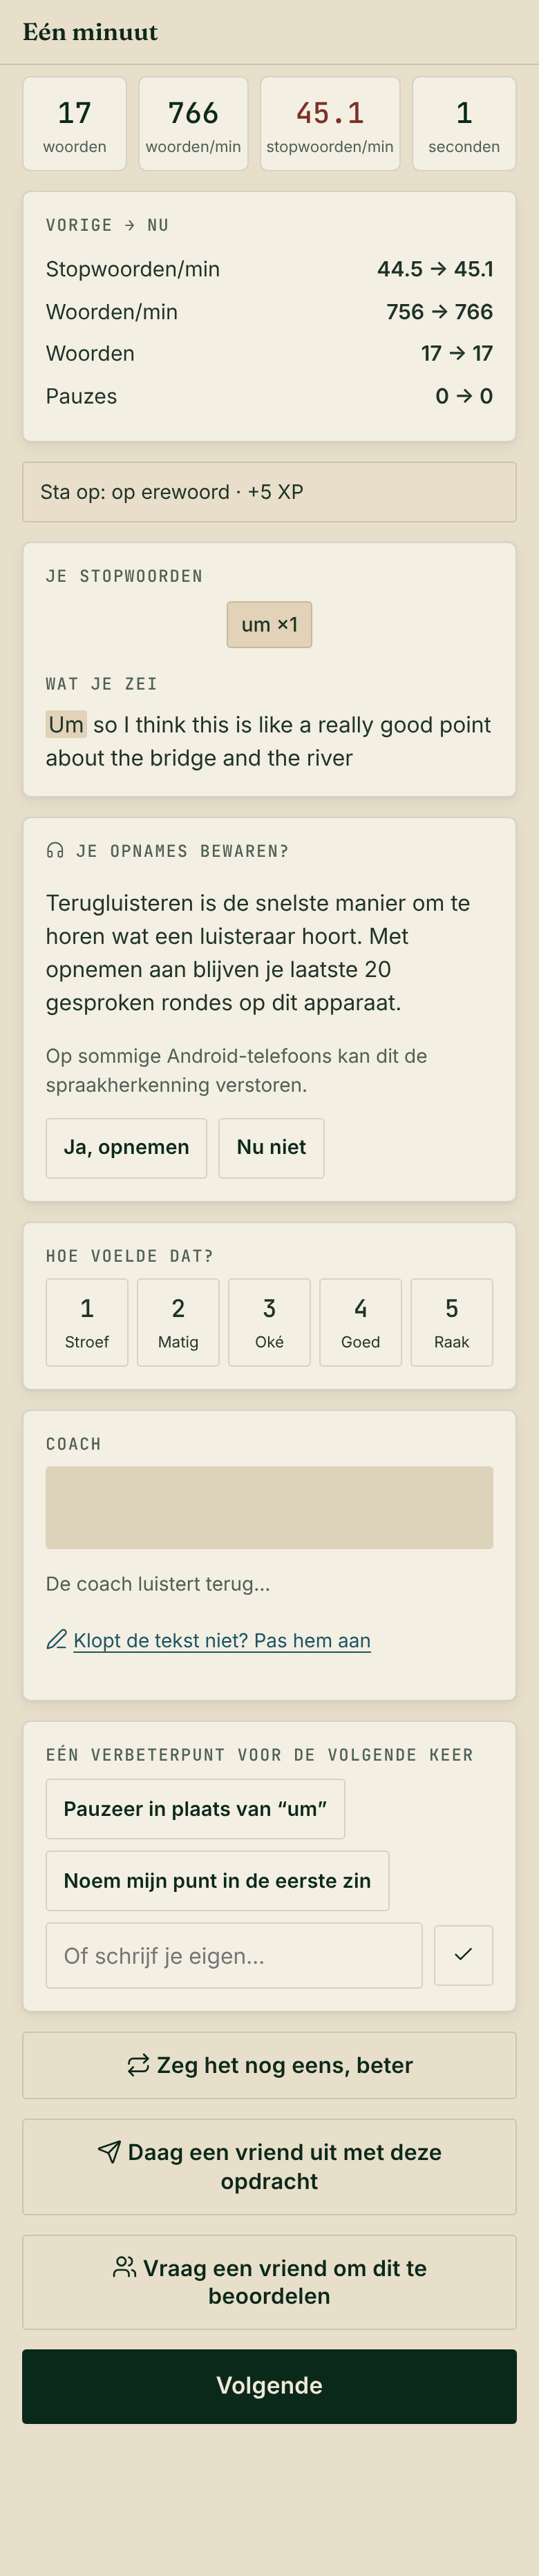 Eén minuut
17
woorden
766
woorden/min
45.1
stopwoorden/min
1
seconden
VORIGE → NU
Stopwoorden/min 44.5 → 45.1
Woorden/min 756 → 766
Woorden 17 → 17
Pauzes 0 → 0
Sta op: op erewoord · +5 XP
JE STOPWOORDEN
um ×1
WAT JE ZEI
Um so I think this is like a really good point
about the bridge and the river
JE OPNAMES BEWAREN?
Terugluisteren is de snelste manier om te
horen wat een luisteraar hoort. Met
opnemen aan blijven je laatste 20
gesproken rondes op dit apparaat.
Op sommige Android-telefoons kan dit de
spraakherkenning verstoren.
Ja, opnemen
Nu niet
HOE VOELDE DAT?
1
Stroef
2
Matig
3
Oké
4
Goed
5
Raak
COACH
De coach luistert terug…
Klopt de tekst niet? Pas hem aan
EÉN VERBETERPUNT VOOR DE VOLGENDE KEER
Pauzeer in plaats van “um”
Noem mijn punt in de eerste zin
Of schrijf je eigen…
Zeg het nog eens, beter
Daag een vriend uit met deze
opdracht
Vraag een vriend om dit te
beoordelen
Volgende